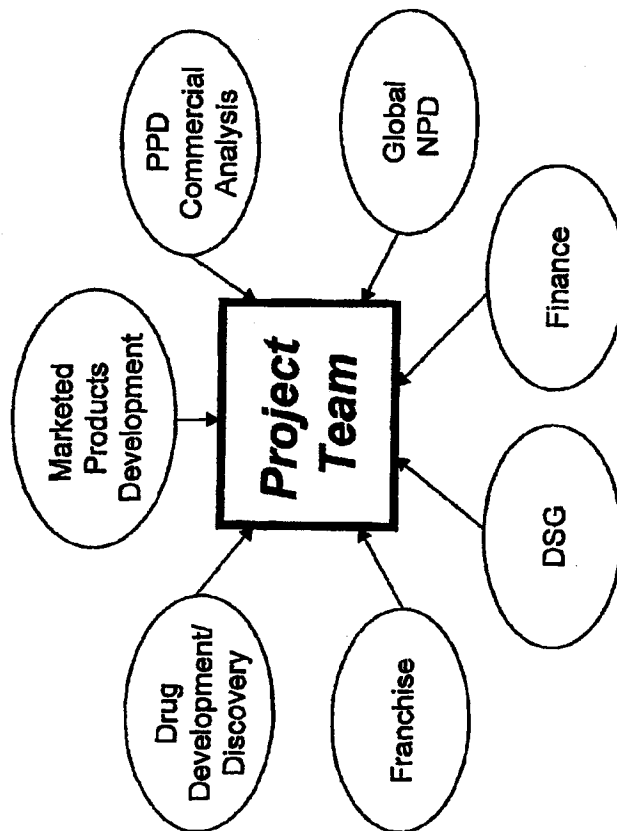 Marketed
Products
Development
Drug
Development/
Discovery
PPD
Commercial
Analysis
Project
Team
Franchise
Global
NPD
DSG
Finance